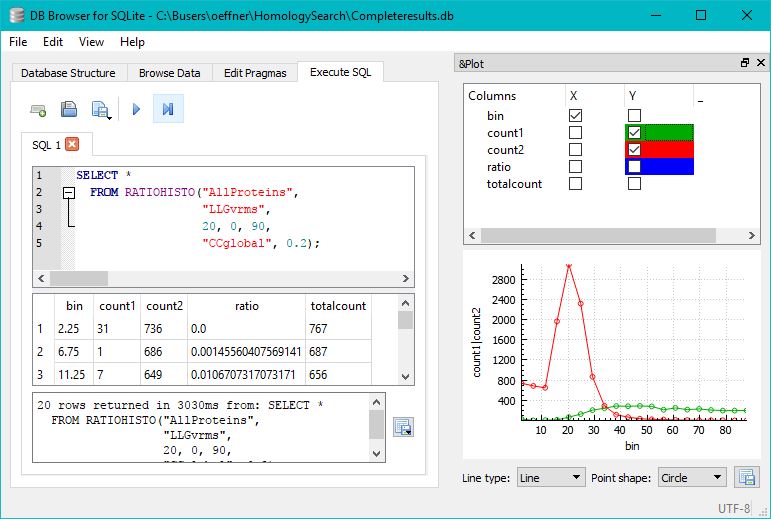 DB Browser for SQLite - C:\Busers\oeffner\HomologySearch\Completeresults.db
File Edit View Help
Database Structure Browse Data Edit Pragmas Execute SQL
SQL 1
1 SELECT *
2 FROM RATIOHISTO("AllProteins",
3 "LLGvrms",
4 20, 0, 90,
5 "CCglobal", 0.2);
bin count1 count2 ratio totalcount
1 2.25 31 736 0.0 767
2 6.75 1 686 0.00145560407569141 687
3 11.25 7 649 0.0106707317073171 656
20 rows returned in 3030ms from: SELECT *
FROM RATIOHISTO("AllProteins",
"LLGvrms",
20, 0, 90,
&Plot
Columns X Y _
bin
count1
count2
ratio
totalcount
2800
2400
2000
1600
1200
800
400
count1|count2
10 20 30 40 50 60 70 80
bin
Line type: Line Point shape: Circle
UTF-8